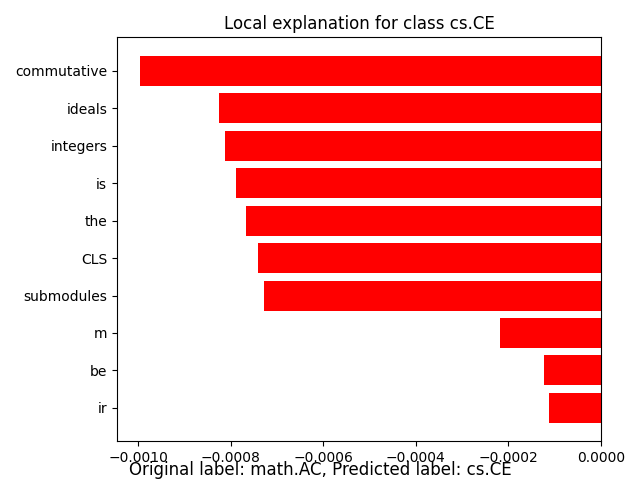 Local explanation for class cs.CE
commutative
ideals
integers
is
the
CLS
submodules
m
be
ir
−0.0010 −0.0008 −0.0006 −0.0004 −0.0002 0.0000
Original label: math.AC, Predicted label: cs.CE